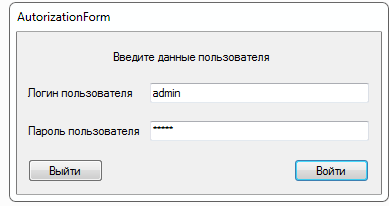 AutorizationForm
Введите данные пользователя
Логин пользователя admin
Пароль пользователя *****
Выйти Войти